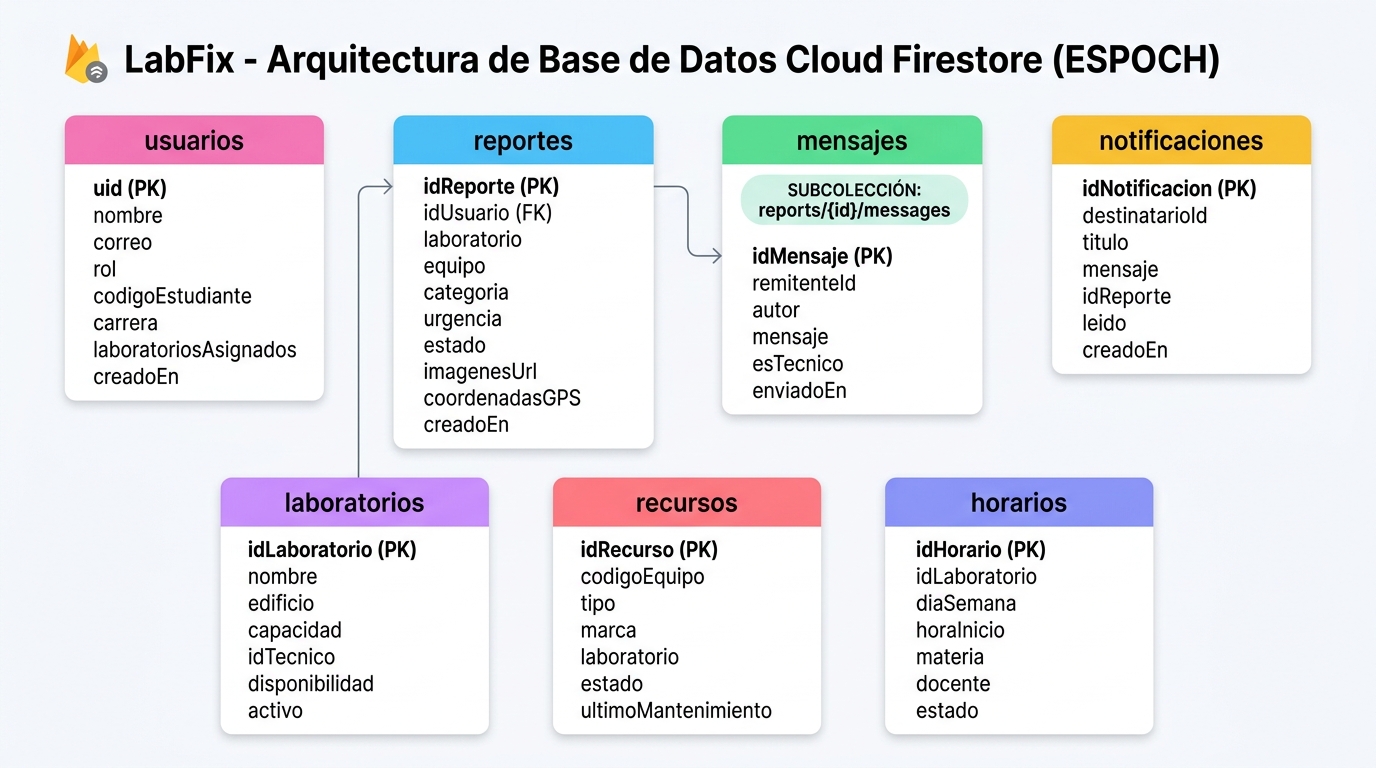 LabFix - Arquitectura de Base de Datos Cloud Firestore (ESPOCH)
usuarios
uid (PK)
nombre
correo
rol
codigoEstudiante
carrera
laboratoriosAsignados
creadoEn
reportes
idReporte (PK)
idUsuario (FK)
laboratorio
equipo
categoria
urgencia
estado
imagenesUrl
coordenadasGPS
creadoEn
mensajes
SUBCOLECCIÓN:
reports/{id}/messages
idMensaje (PK)
remitenteId
autor
mensaje
esTecnico
enviadoEn
notificaciones
idNotificacion (PK)
destinatarioId
titulo
mensaje
idReporte
leido
creadoEn
laboratorios
idLaboratorio (PK)
nombre
edificio
capacidad
idTecnico
disponibilidad
activo
recursos
idRecurso (PK)
codigoEquipo
tipo
marca
laboratorio
estado
ultimoMantenimiento
horarios
idHorario (PK)
idLaboratorio
diaSemana
horaInicio
materia
docente
estado